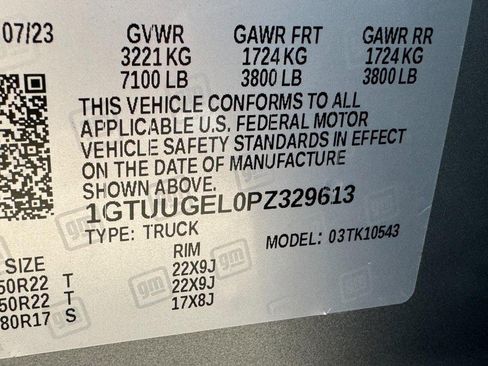 07/23 GVWR GAWR FRT GAWR RR
3221 KG 1724 KG 1724 KG
7100 LB 3800 LB 3800 LB
THIS VEHICLE CONFORMS TO ALL
APPLICABLE U.S. FEDERAL MOTOR
VEHICLE SAFETY STANDARDS IN EFFECT
ON THE DATE OF MANUFACTURE
SHOWN ABOVE.
1GTUUGEL0PZ329613
TYPE: TRUCK MODEL: 03TK10543
SIZE RIM
50R22 T 22X9J
50R22 T 22X9J
80R17 S 17X8J
gm